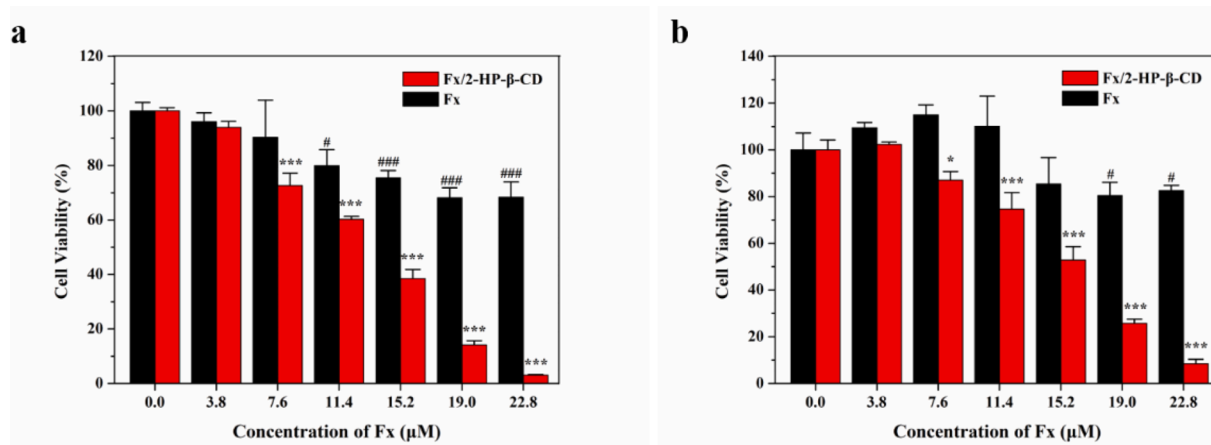 a
120
100
80
60
40
20
0
Cell Viability (%)
Fx/2-HP-β-CD
Fx
***
#
***
###
***
###
***
###
***
0.0 3.8 7.6 11.4 15.2 19.0 22.8
Concentration of Fx (μM)
b
140
120
100
80
60
40
20
0
Cell Viability (%)
Fx/2-HP-β-CD
Fx
*
***
***
#
***
#
***
0.0 3.8 7.6 11.4 15.2 19.0 22.8
Concentration of Fx (μM)